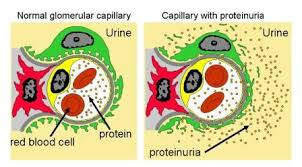 Normal glomerular capillary
Capillary with proteinuria
Urine
Urine
protein
red blood cell
proteinuria